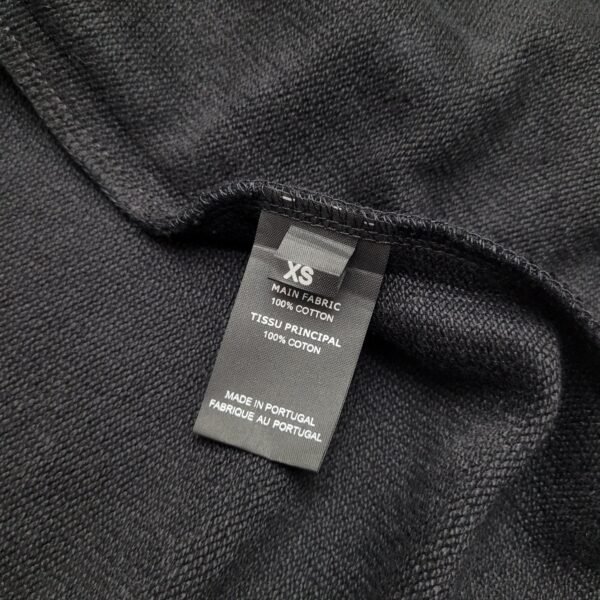 XS
MAIN FABRIC
100% COTTON
TISSU PRINCIPAL
100% COTON
MADE IN PORTUGAL
FABRIQUE AU PORTUGAL